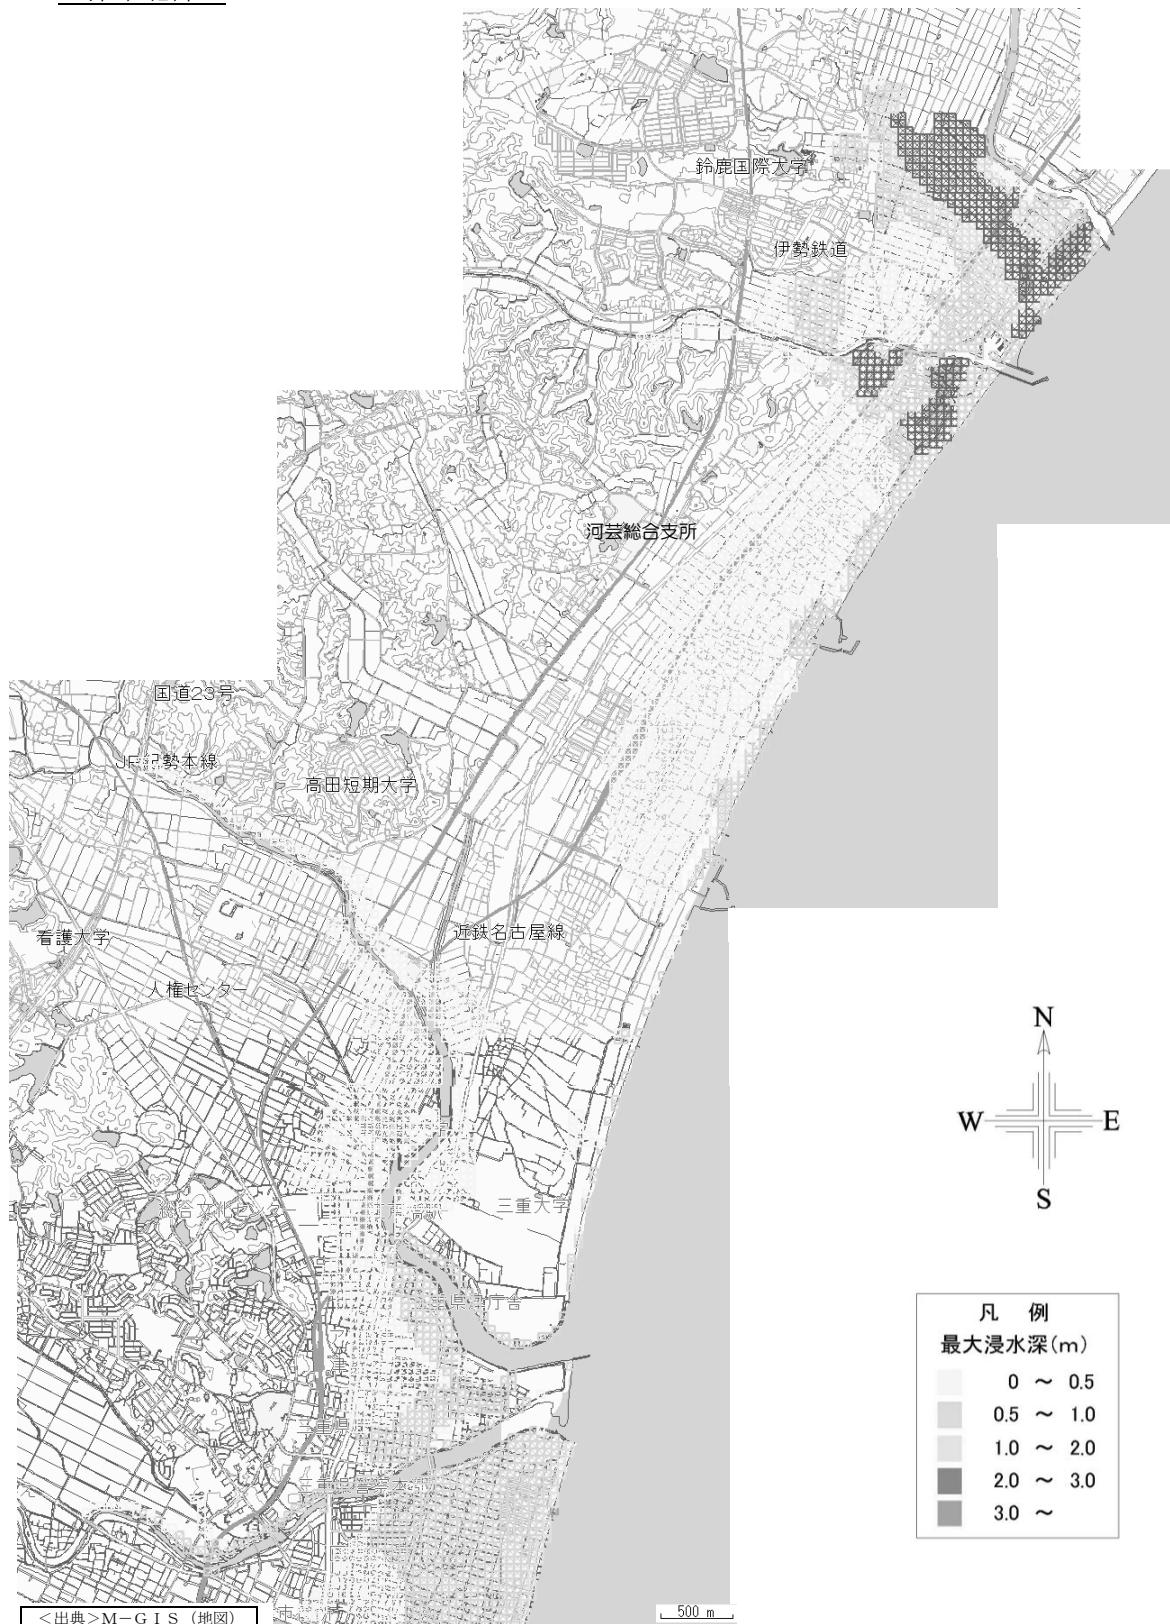 鈴鹿国際大学
伊勢鉄道
河芸総合支所
国道23号
高田短期大学
近鉄名古屋線
看護大学
人権センター
三重大学
N
W
E
S
凡 例
最大浸水深(m)
0 ～ 0.5
0.5 ～ 1.0
1.0 ～ 2.0
2.0 ～ 3.0
3.0 ～
500 m
＜出典＞M－GIS（地図）